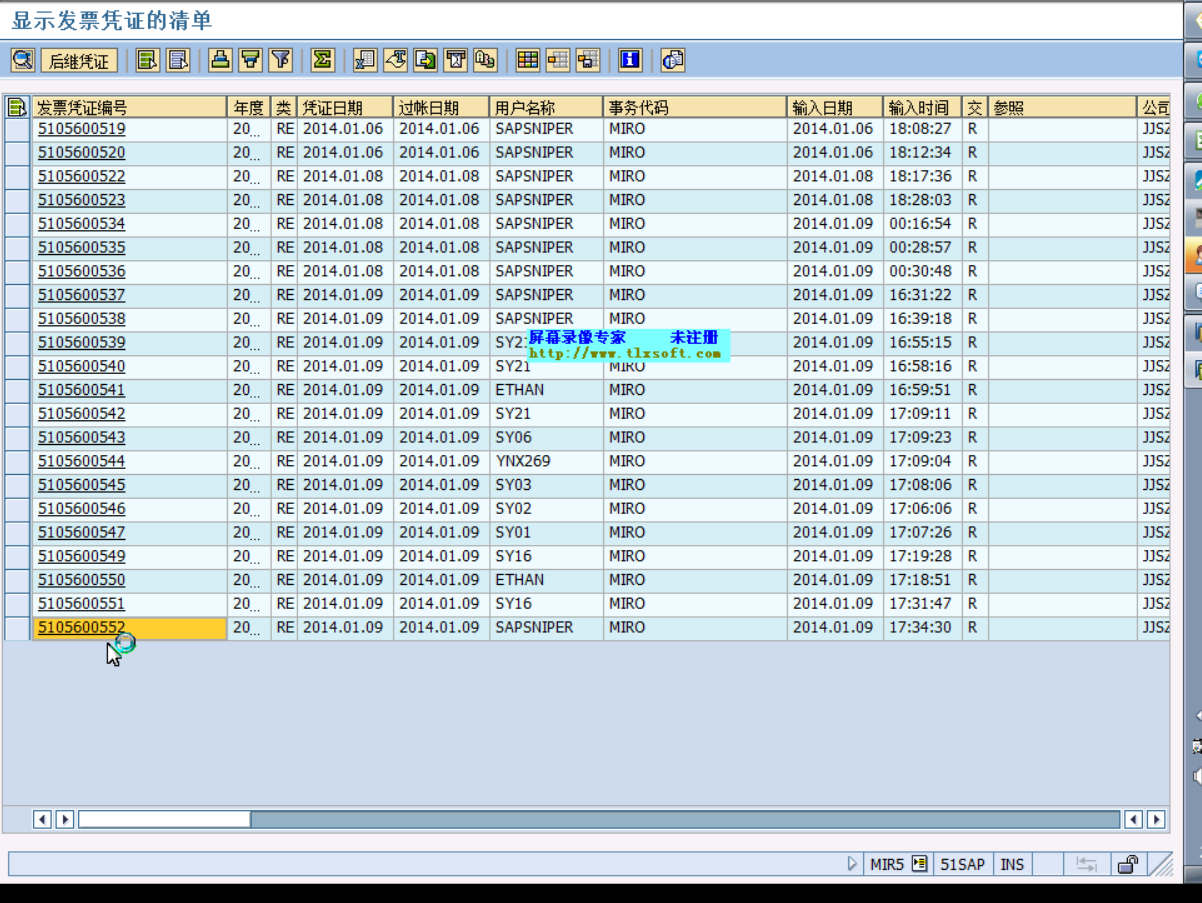 显示发票凭证的清单
后继凭证
发票凭证编号 年度 类 凭证日期 过帐日期 用户名称 事务代码 输入日期 输入时间 交 参照 公司
5105600519 20... RE 2014.01.06 2014.01.06 SAPSNIPER MIRO 2014.01.06 18:08:27 R JJSZ
5105600520 20... RE 2014.01.06 2014.01.06 SAPSNIPER MIRO 2014.01.06 18:12:34 R JJSZ
5105600522 20... RE 2014.01.08 2014.01.08 SAPSNIPER MIRO 2014.01.08 18:17:36 R JJSZ
5105600523 20... RE 2014.01.08 2014.01.08 SAPSNIPER MIRO 2014.01.08 18:28:03 R JJSZ
5105600534 20... RE 2014.01.08 2014.01.08 SAPSNIPER MIRO 2014.01.09 00:16:54 R JJSZ
5105600535 20... RE 2014.01.08 2014.01.08 SAPSNIPER MIRO 2014.01.09 00:28:57 R JJSZ
5105600536 20... RE 2014.01.08 2014.01.08 SAPSNIPER MIRO 2014.01.09 00:30:48 R JJSZ
5105600537 20... RE 2014.01.09 2014.01.09 SAPSNIPER MIRO 2014.01.09 16:31:22 R JJSZ
5105600538 20... RE 2014.01.09 2014.01.09 SAPSNIPER MIRO 2014.01.09 16:39:18 R JJSZ
屏幕录像专家 未注册
5105600539 20... RE 2014.01.09 2014.01.09 SY2 2014.01.09 16:55:15 R JJSZ
http://www.tlxsoft.com
5105600540 20... RE 2014.01.09 2014.01.09 SY21 MIRO 2014.01.09 16:58:16 R JJSZ
5105600541 20... RE 2014.01.09 2014.01.09 ETHAN MIRO 2014.01.09 16:59:51 R JJSZ
5105600542 20... RE 2014.01.09 2014.01.09 SY21 MIRO 2014.01.09 17:09:11 R JJSZ
5105600543 20... RE 2014.01.09 2014.01.09 SY06 MIRO 2014.01.09 17:09:23 R JJSZ
5105600544 20... RE 2014.01.09 2014.01.09 YNX269 MIRO 2014.01.09 17:09:04 R JJSZ
5105600545 20... RE 2014.01.09 2014.01.09 SY03 MIRO 2014.01.09 17:08:06 R JJSZ
5105600546 20... RE 2014.01.09 2014.01.09 SY02 MIRO 2014.01.09 17:06:06 R JJSZ
5105600547 20... RE 2014.01.09 2014.01.09 SY01 MIRO 2014.01.09 17:07:26 R JJSZ
5105600549 20... RE 2014.01.09 2014.01.09 SY16 MIRO 2014.01.09 17:19:28 R JJSZ
5105600550 20... RE 2014.01.09 2014.01.09 ETHAN MIRO 2014.01.09 17:18:51 R JJSZ
5105600551 20... RE 2014.01.09 2014.01.09 SY16 MIRO 2014.01.09 17:31:47 R JJSZ
5105600552 20... RE 2014.01.09 2014.01.09 SAPSNIPER MIRO 2014.01.09 17:34:30 R JJSZ
MIR5 51SAP INS